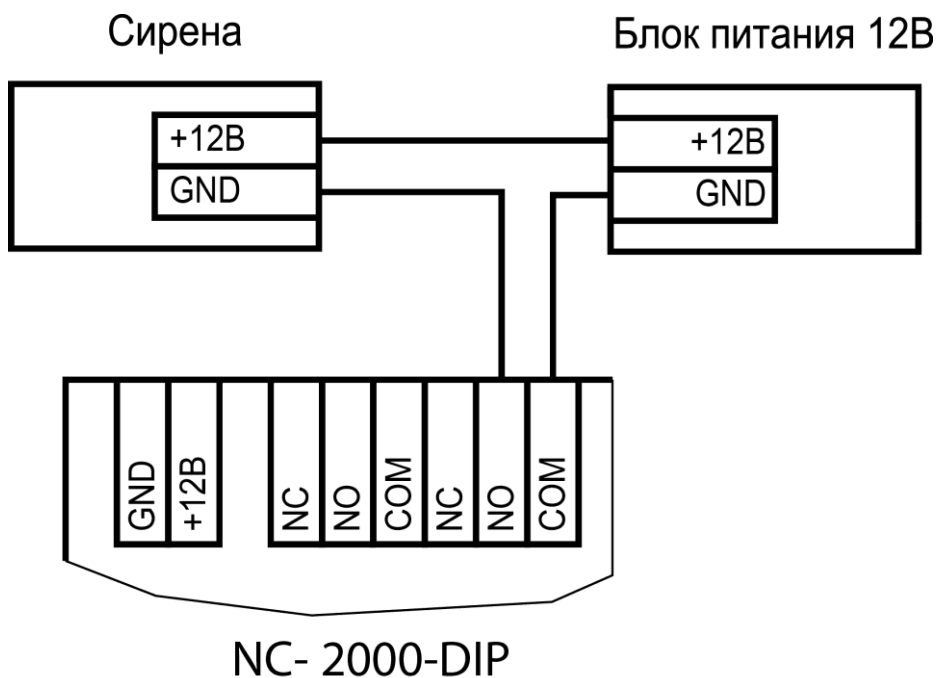 Сирена
Блок питания 12В
+12В
GND
+12В
GND
GND
+12В
NC
NO
COM
NC
NO
COM
NC- 2000-DIP